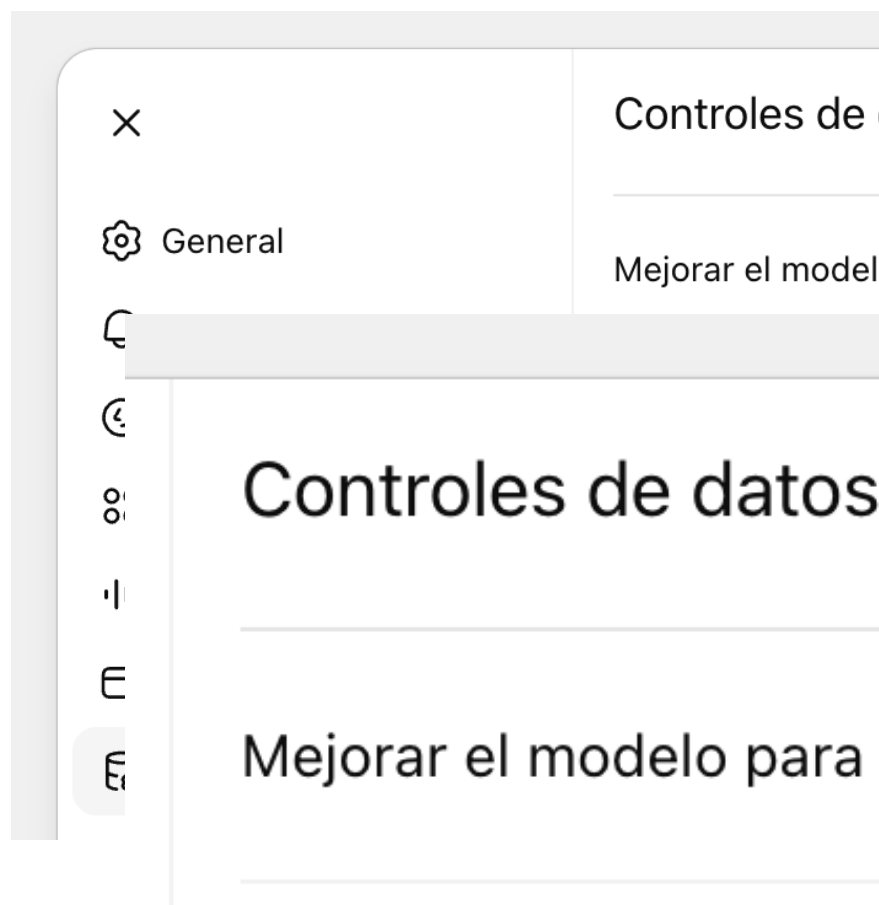 Controles de
General
Mejorar el model
Controles de datos
Mejorar el modelo para